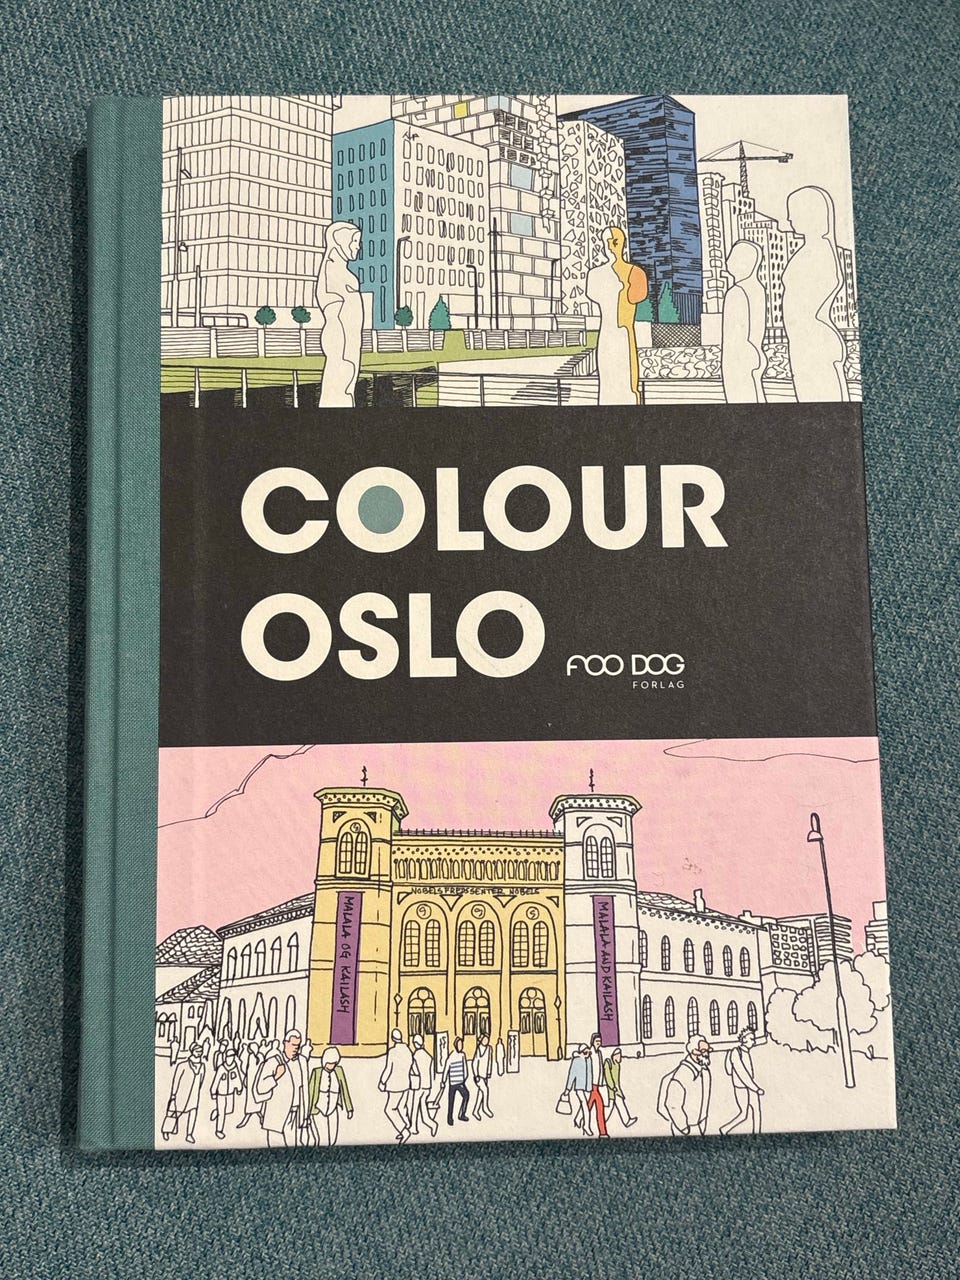 COLOUR
OSLO
FOO DOG
FORLAG
NOBELS FREDSSENTER NOBELS
MALALA OG KAILASH
MALALA AND KAILASH